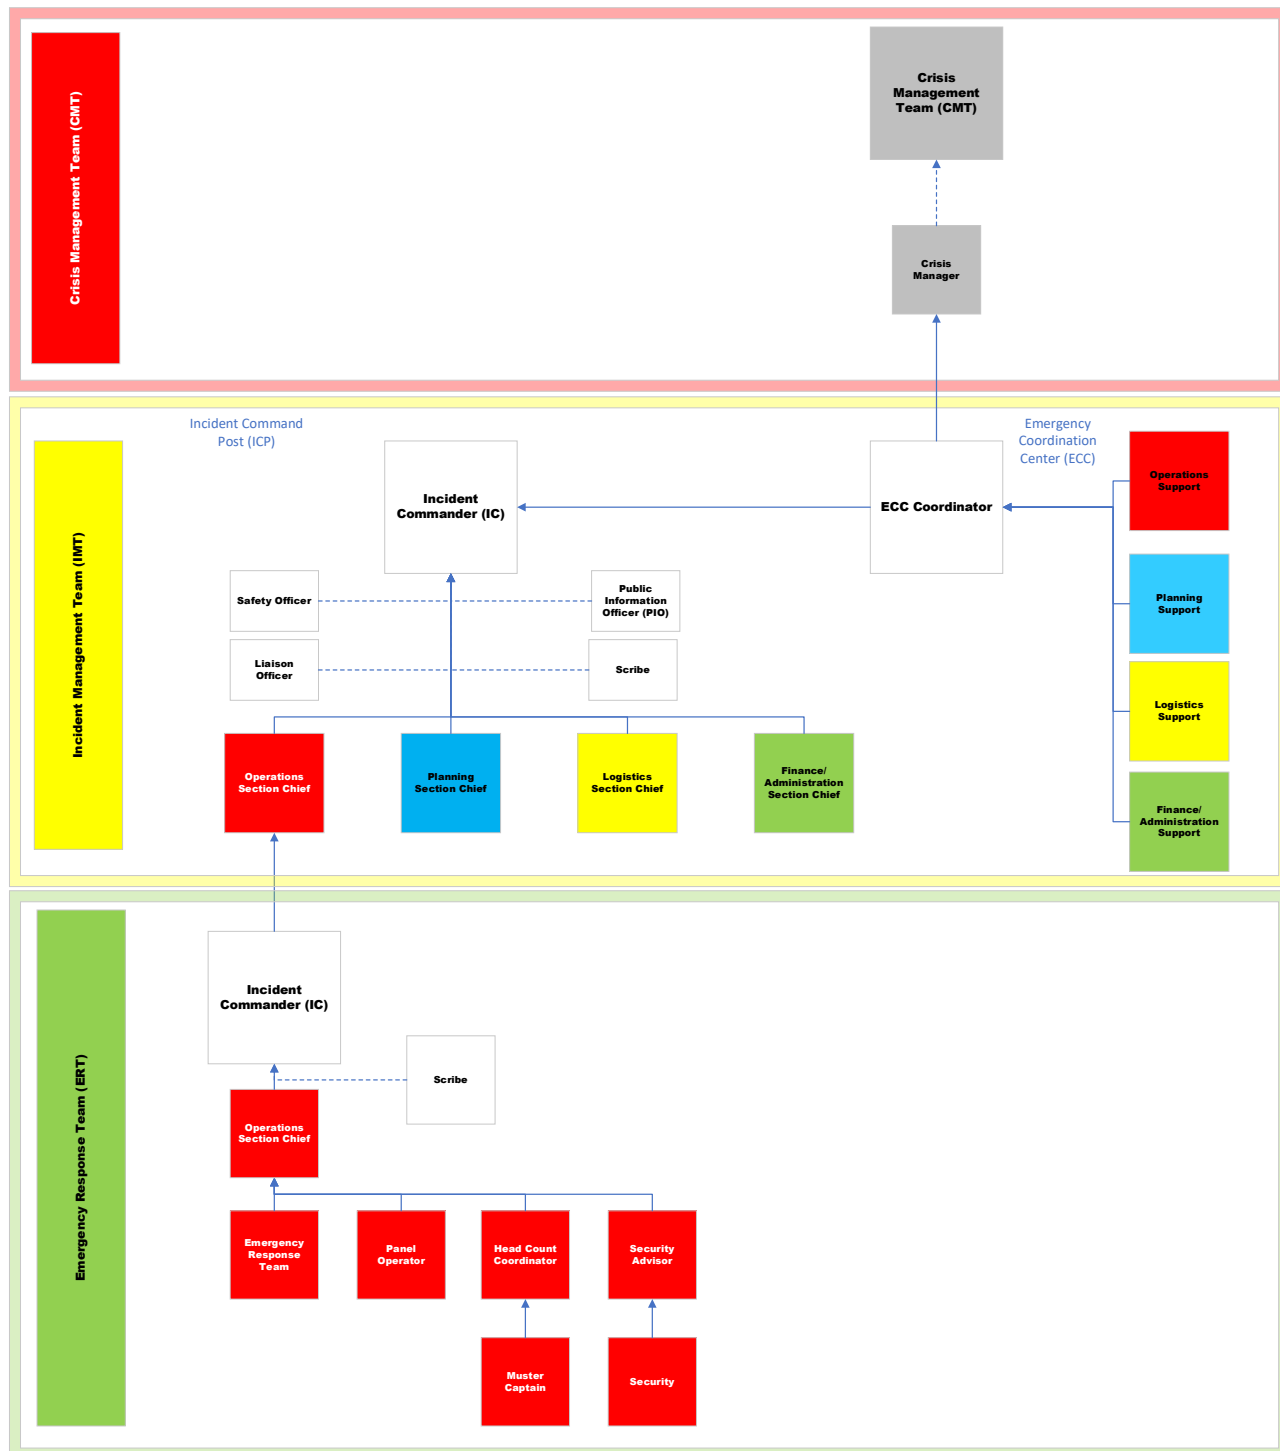 Crisis Management Team (CMT)
Crisis
Management
Team (CMT)
Crisis
Manager
Incident Management Team (IMT)
Incident Command
Post (ICP)
Incident
Commander (IC)
ECC Coordinator
Emergency
Coordination
Center (ECC)
Operations
Support
Planning
Support
Logistics
Support
Finance/
Administration
Support
Safety Officer
Public
Information
Officer (PIO)
Liaison
Officer
Scribe
Operations
Section Chief
Planning
Section Chief
Logistics
Section Chief
Finance/
Administration
Section Chief
Emergency Response Team (ERT)
Incident
Commander (IC)
Scribe
Operations
Section Chief
Emergency
Response
Team
Panel
Operator
Head Count
Coordinator
Security
Advisor
Muster
Captain
Security